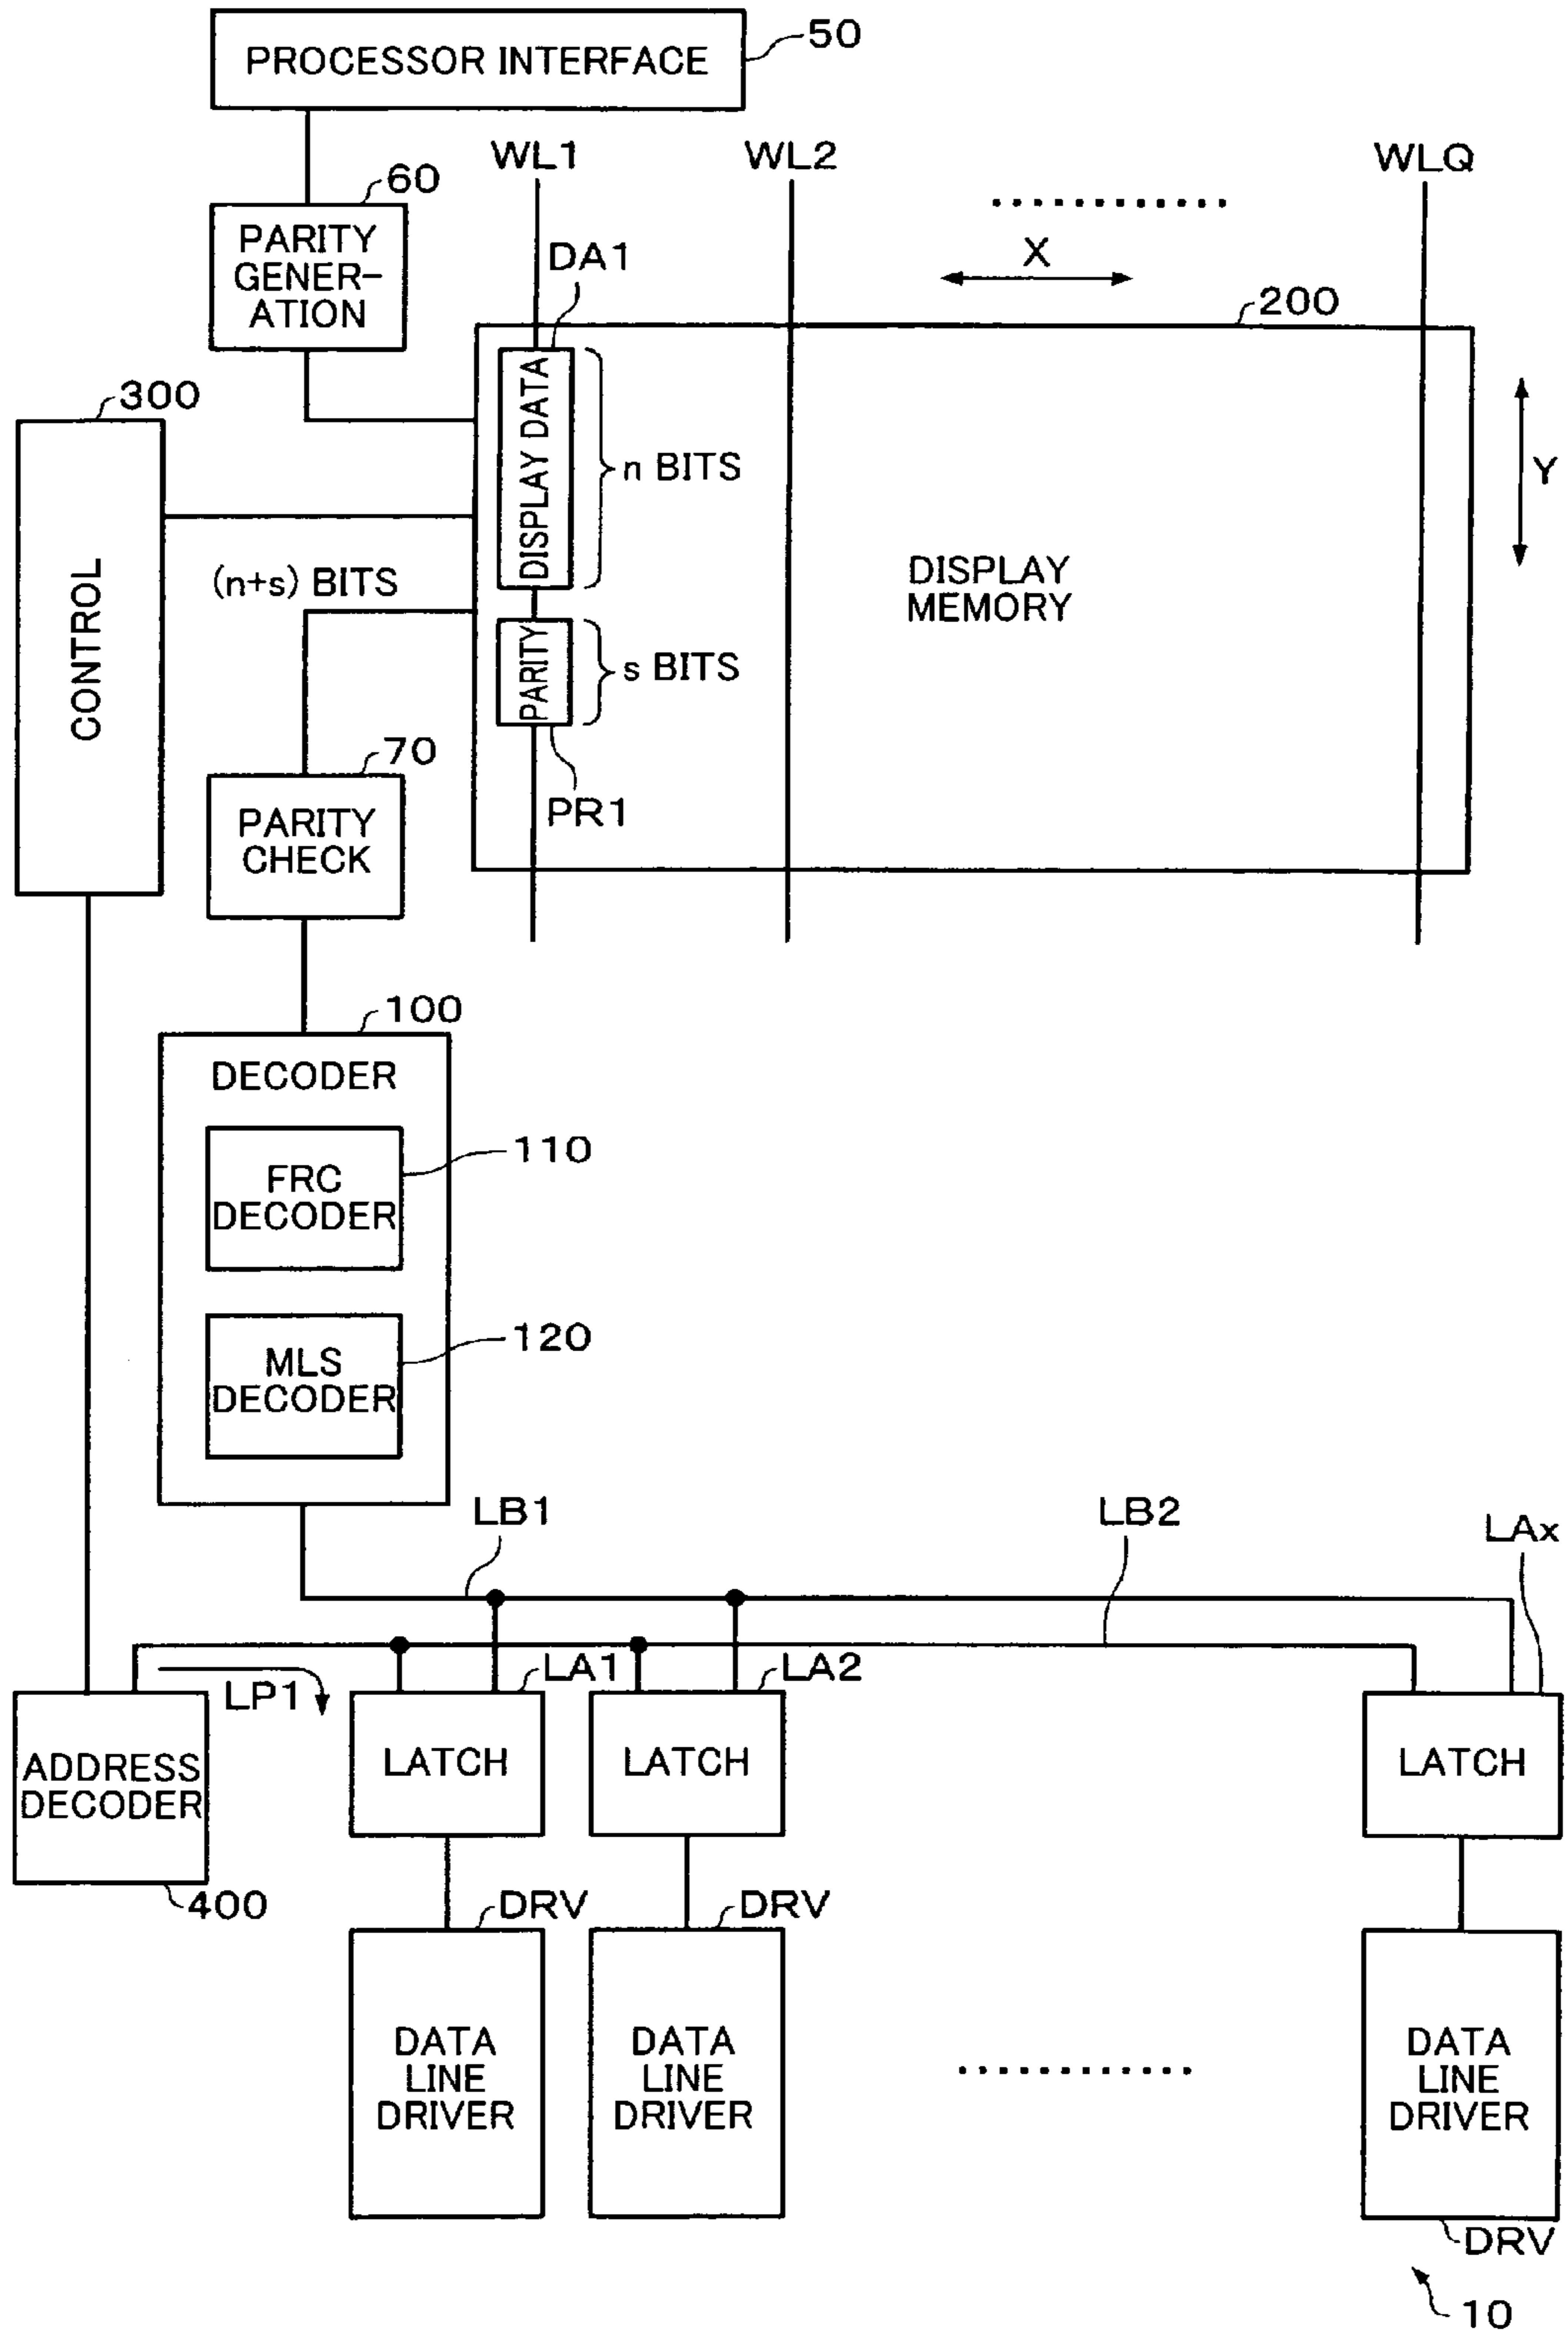 PROCESSOR INTERFACE
50
WL1
WL2
WLQ
60
PARITY
GENER-
ATION
DA1
X
200
300
DISPLAY DATA
n BITS
Y
CONTROL
(n+s) BITS
DISPLAY
MEMORY
PARITY
s BITS
70
PARITY
CHECK
PR1
100
DECODER
110
FRC
DECODER
120
MLS
DECODER
LB1
LB2
LAx
LP1
LA1
LA2
ADDRESS
DECODER
LATCH
LATCH
LATCH
400
DRV
DRV
DATA
LINE
DRIVER
DATA
LINE
DRIVER
DATA
LINE
DRIVER
DRV
10